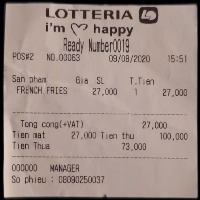 LOTTERIA
i'm ♡ happy
Ready Number0019
POS#2 NO.00063 09/08/2020 15:51
San pham Gia SL T.Tien
FRENCH FRIES 27,000 1 27,000
Tong cong(+VAT) 27,000
Tien mat 27,000 Tien thu 100,000
Tien Thua 73,000
000000 MANAGER
So phieu : 08090250037